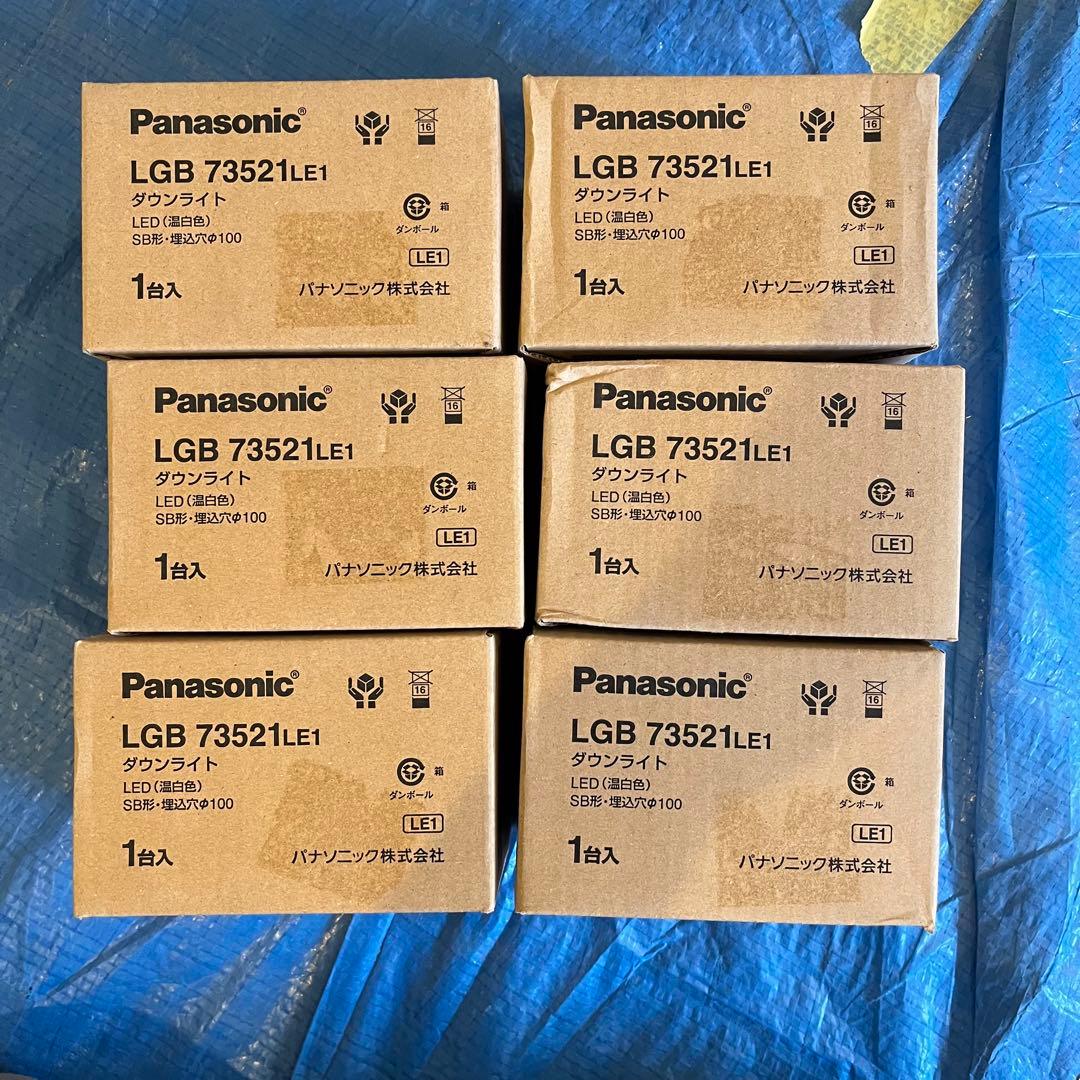 Panasonic®
16
LGB 73521LE1
ダウンライト
LED(温白色)
SB形・埋込穴φ100
箱
ダンボール
LE1
1台入
パナソニック株式会社
Panasonic®
16
LGB 73521LE1
ダウンライト
LED(温白色)
SB形・埋込穴φ100
箱
ダンボール
LE1
1台入
パナソニック株式会社
Panasonic®
16
LGB 73521LE1
ダウンライト
LED(温白色)
SB形・埋込穴φ100
箱
ダンボール
LE1
1台入
パナソニック株式会社
Panasonic®
16
LGB 73521LE1
ダウンライト
LED(温白色)
SB形・埋込穴φ100
箱
ダンボール
LE1
1台入
パナソニック株式会社
Panasonic®
16
LGB 73521LE1
ダウンライト
LED(温白色)
SB形・埋込穴φ100
箱
ダンボール
LE1
1台入
パナソニック株式会社
Panasonic®
16
LGB 73521LE1
ダウンライト
LED(温白色)
SB形・埋込穴φ100
箱
ダンボール
LE1
1台入
パナソニック株式会社